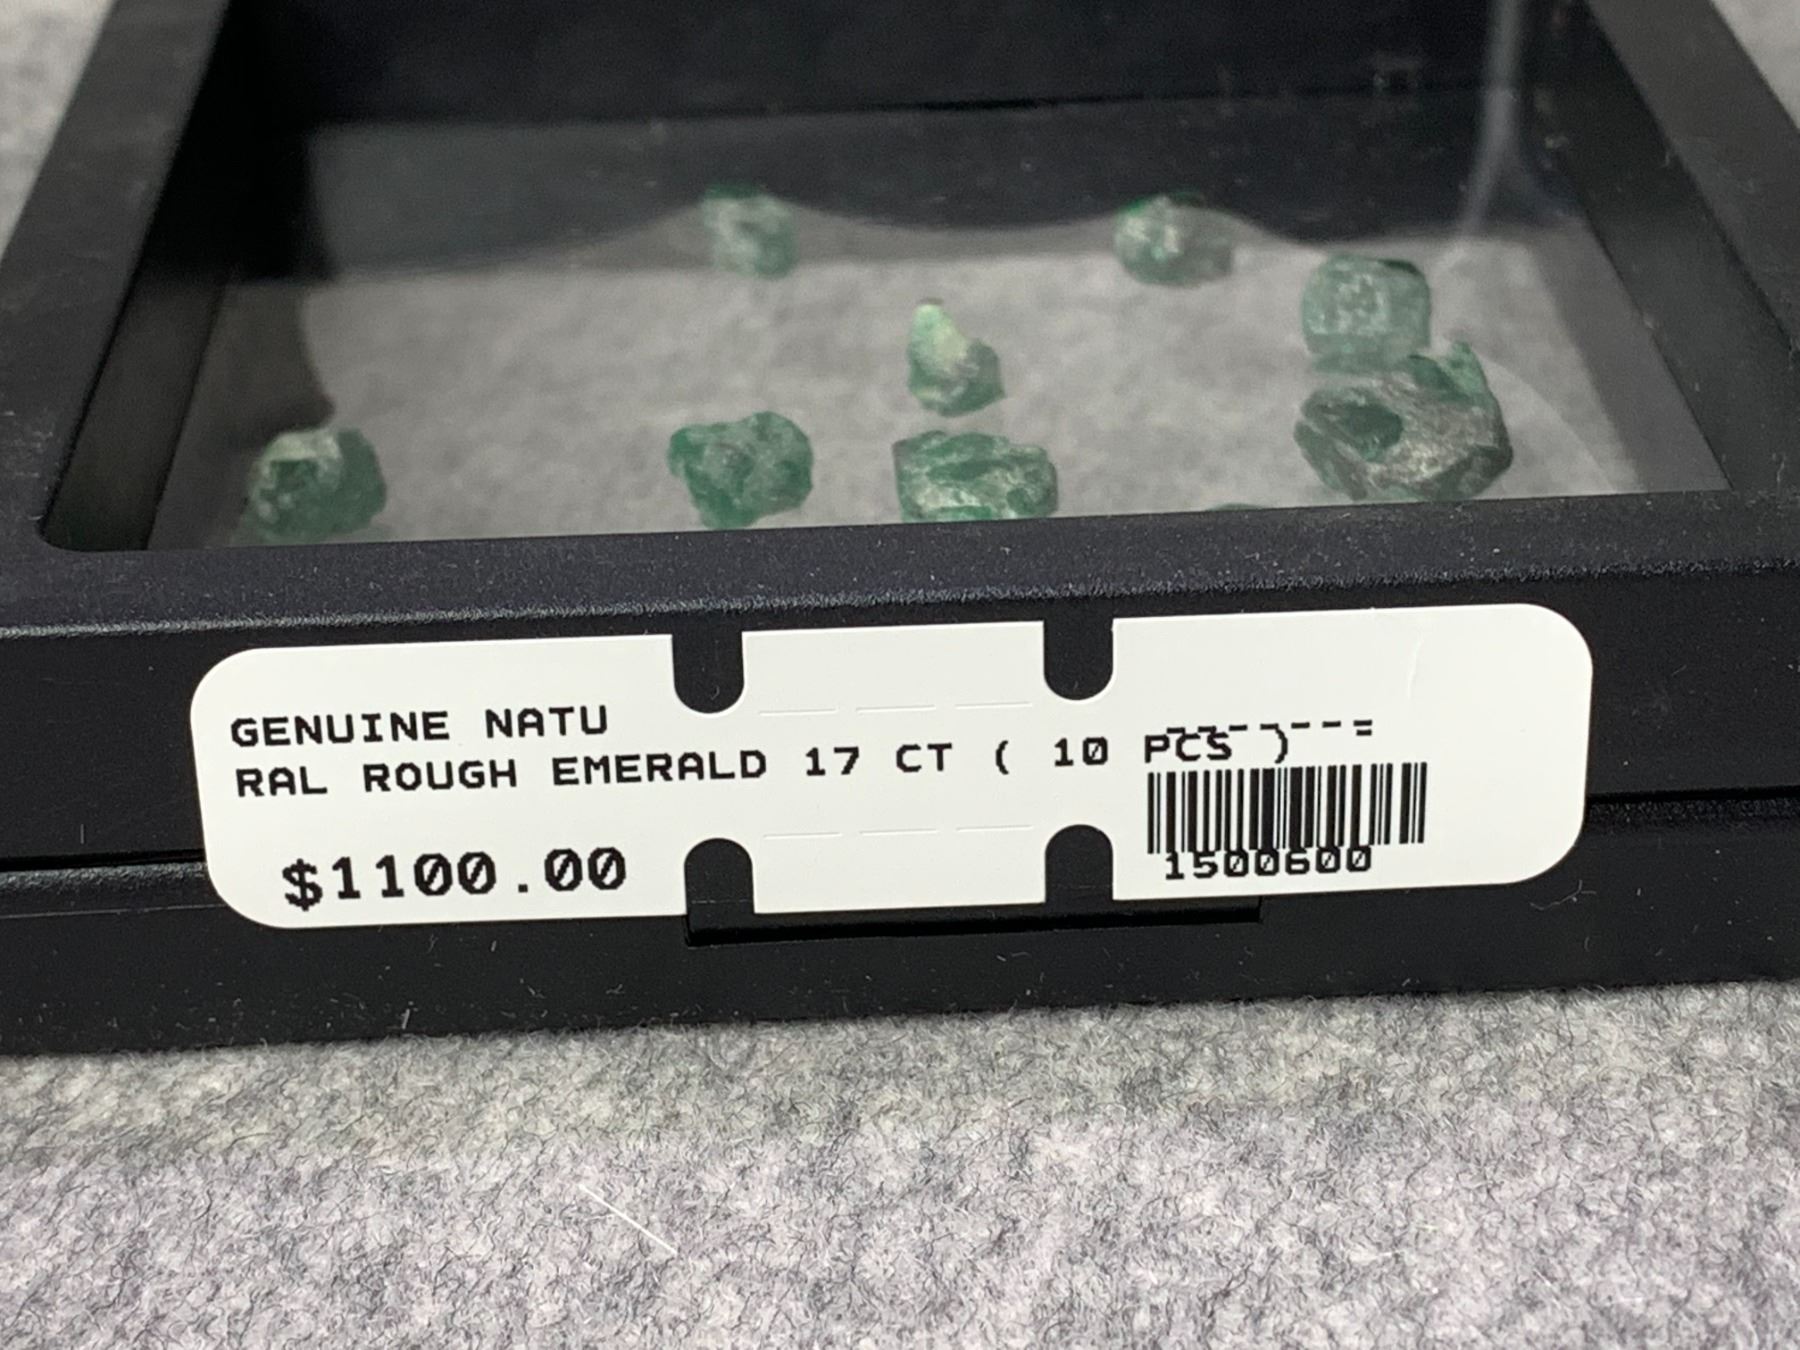 GENUINE NATU
RAL ROUGH EMERALD 17 CT ( 10 PCS )
$1100.00
1500600